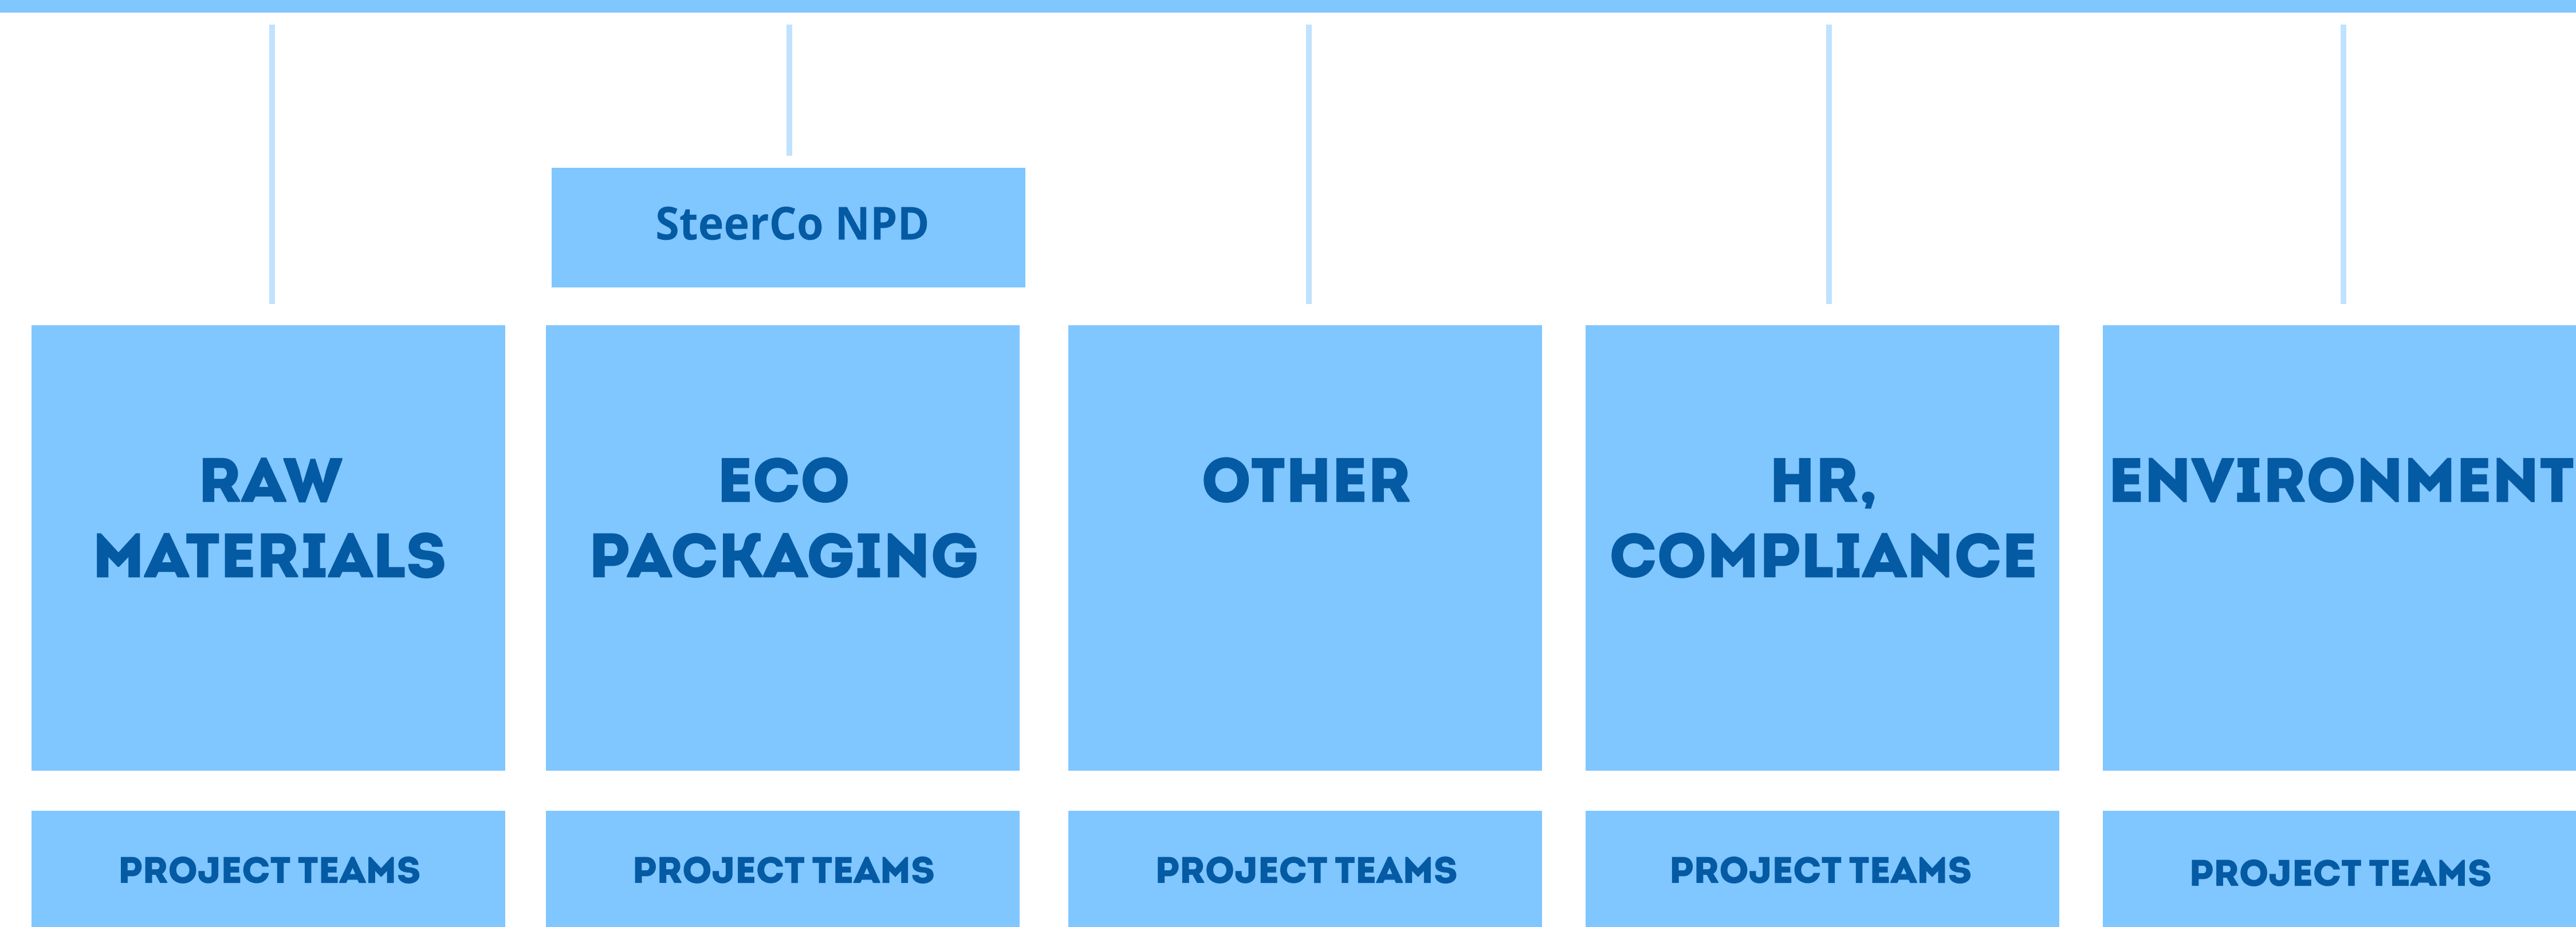 SteerCo NPD
RAW
MATERIALS
ECO
PACKAGING
OTHER
HR,
COMPLIANCE
ENVIRONMENT
PROJECT TEAMS
PROJECT TEAMS
PROJECT TEAMS
PROJECT TEAMS
PROJECT TEAMS